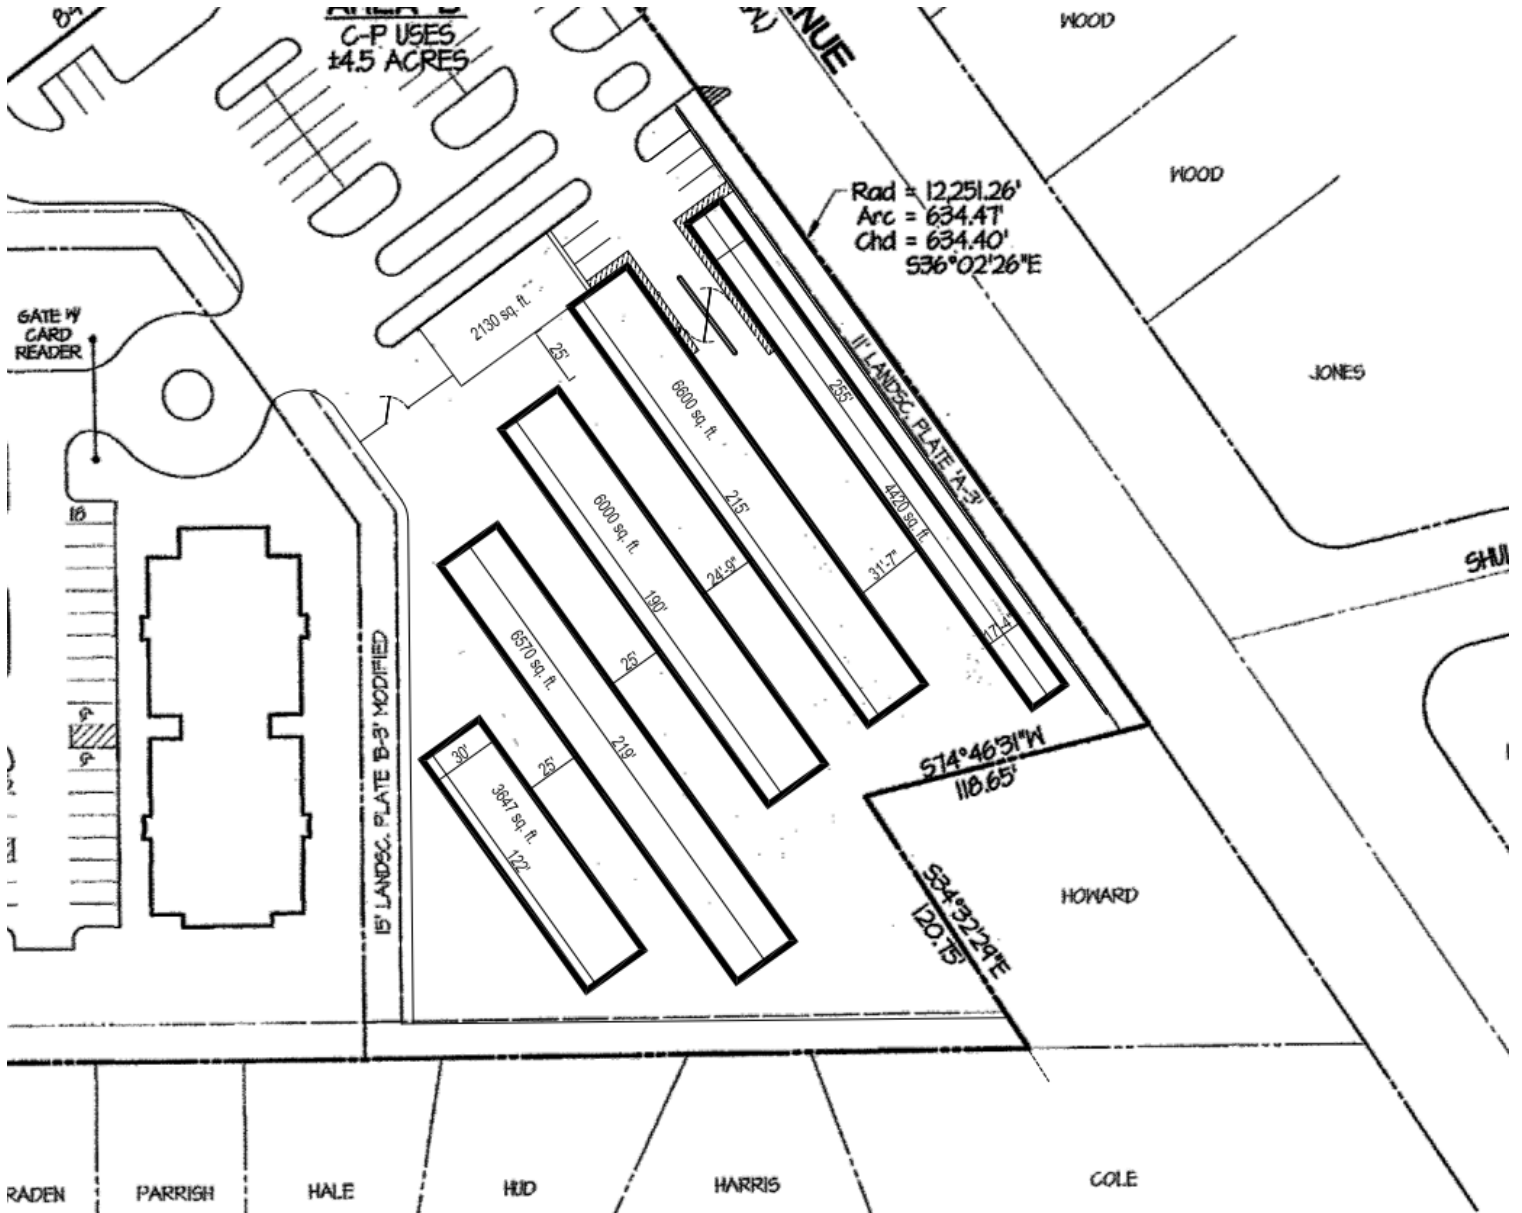 AREA B
C-P USES
±4.5 ACRES
NUE
WOOD
WOOD
Rad = 12,251.26'
Arc = 634.47'
Chd = 634.40'
S36°02'26"E
GATE W/
CARD
READER
2130 sq. ft.
25'
JONES
11' LANDSC. PLATE 'A-3'
255'
6600 sq. ft.
215'
4420 sq. ft.
6000 sq. ft.
18
24'-9"
31'-7"
190'
17'-4"
6570 sq. ft.
25'
15' LANDSC. PLATE 'B-3' MODIFIED
219'
30'
25'
3647 sq. ft.
122'
S74°46'31"W
118.65'
S34°32'29"E
120.75'
HOWARD
RADEN
PARRISH
HALE
HUD
HARRIS
COLE